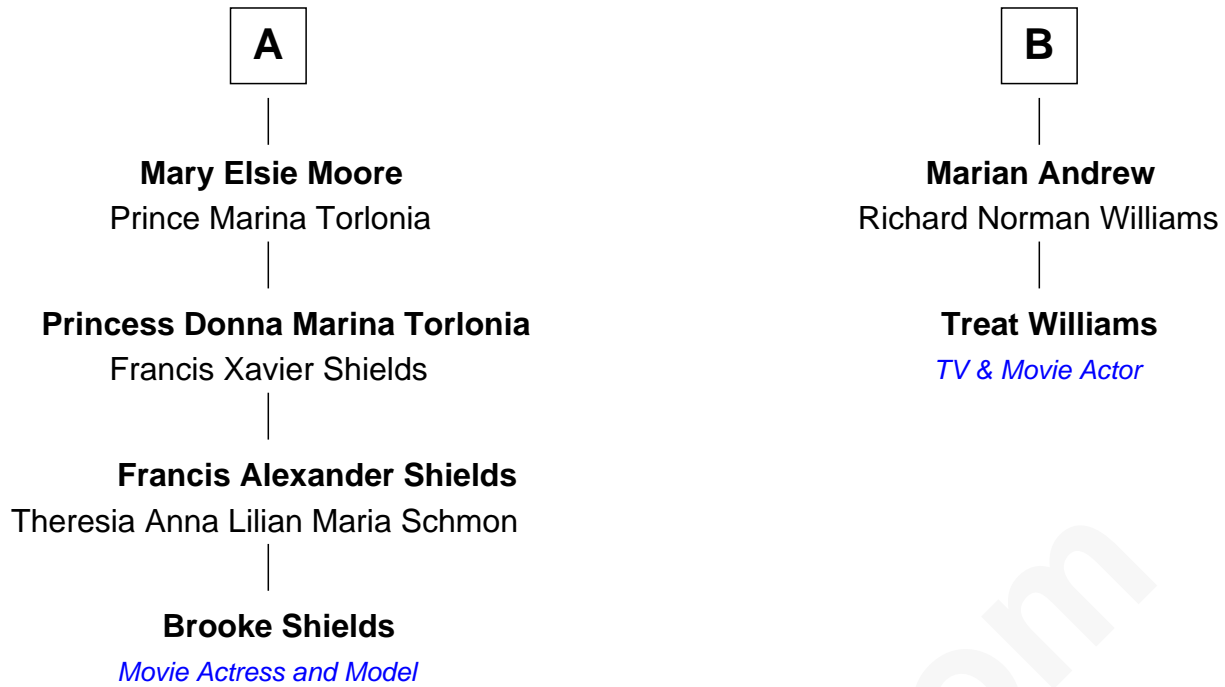 A
Mary Elsie Moore
Prince Marina Torlonia
Princess Donna Marina Torlonia
Francis Xavier Shields
Francis Alexander Shields
Theresia Anna Lilian Maria Schmon
Brooke Shields
Movie Actress and Model
B
Marian Andrew
Richard Norman Williams
Treat Williams
TV & Movie Actor
om